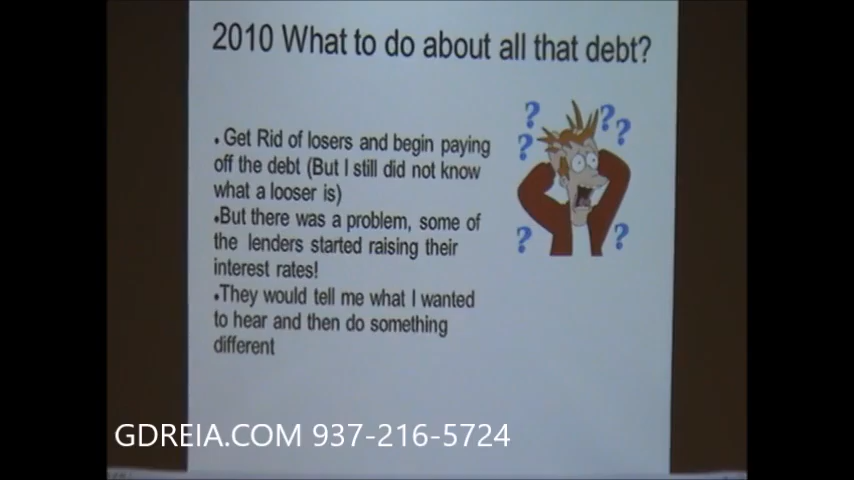 2010 What to do about all that debt?
• Get Rid of losers and begin paying
off the debt (But I still did not know
what a looser is)
•But there was a problem, some of
the lenders started raising their
interest rates!
•They would tell me what I wanted
to hear and then do something
different
? ? ?
?
? ?
GDREIA.COM 937-216-5724